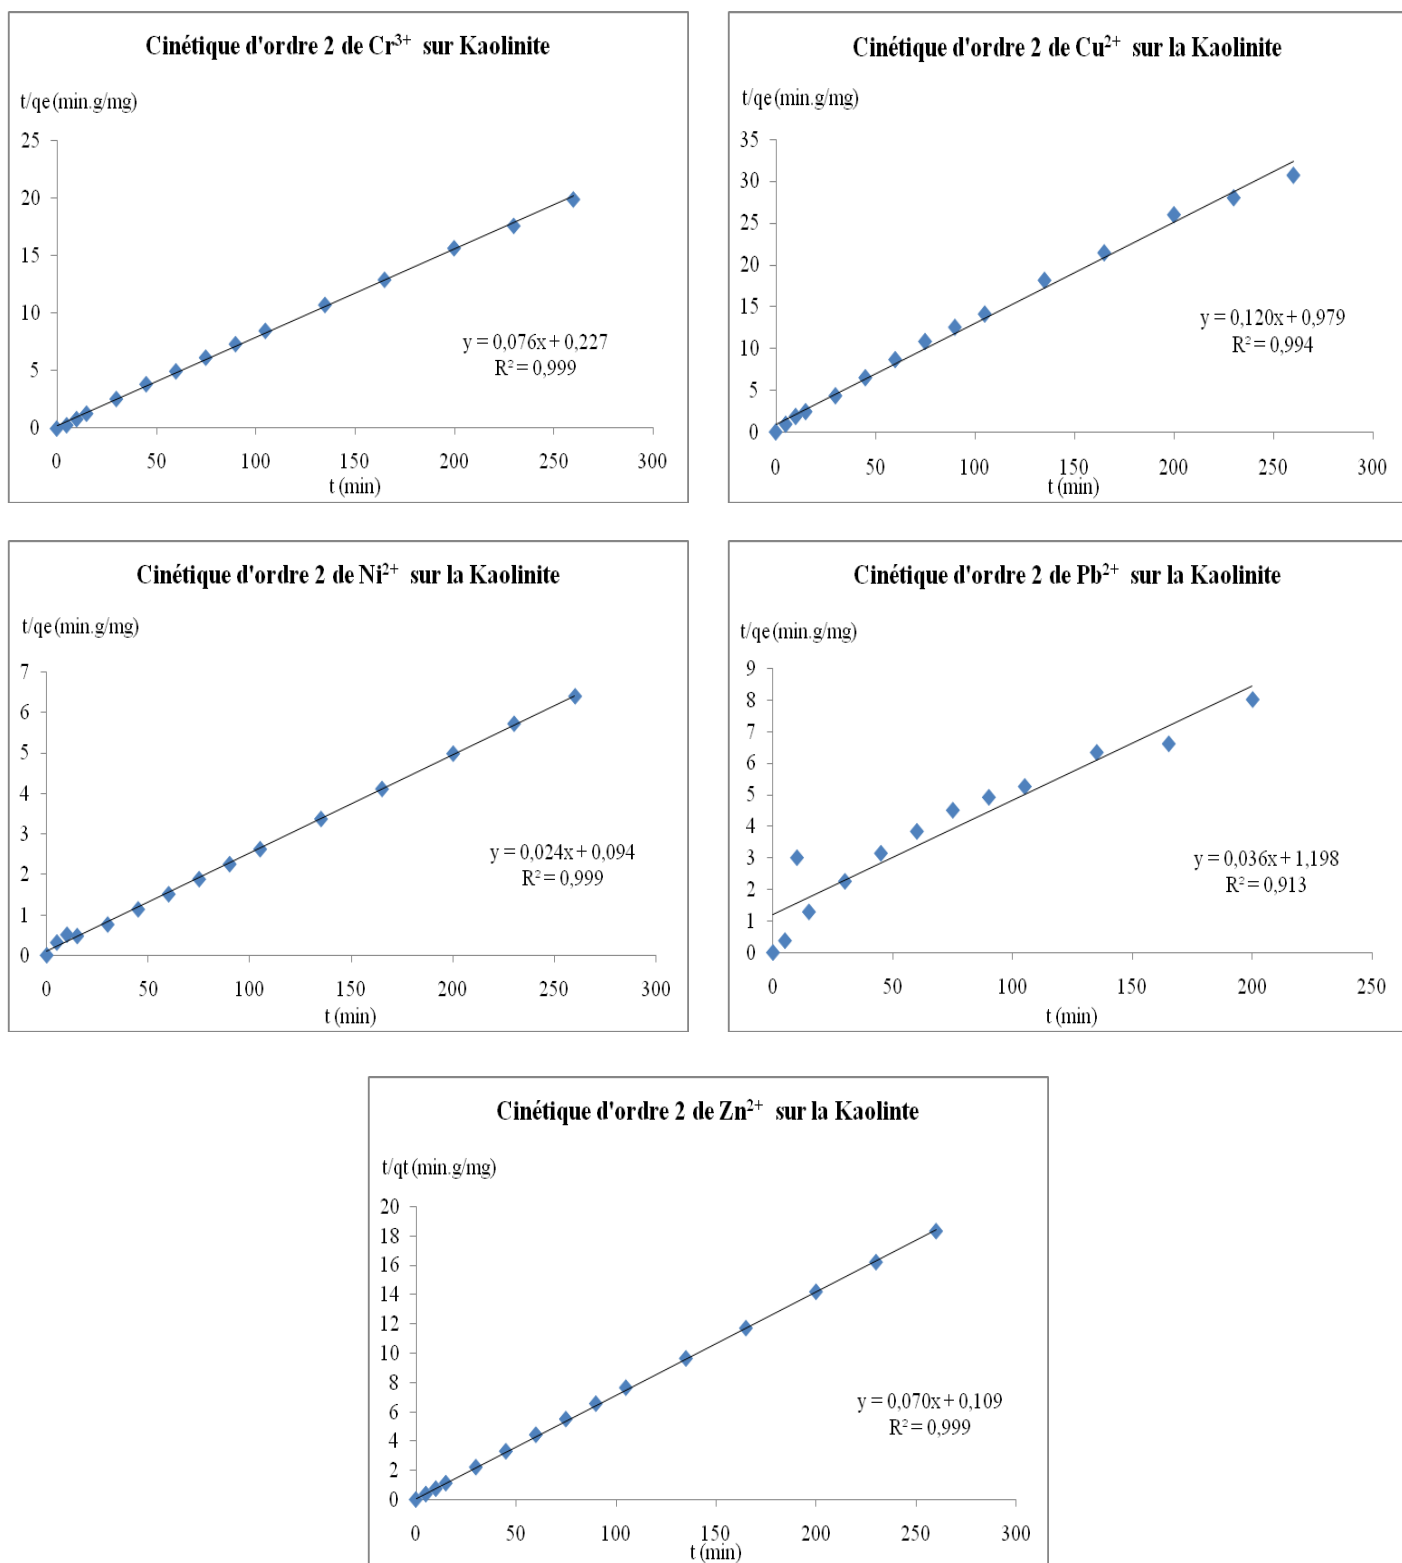 Cinétique d'ordre 2 de Cr³⁺ sur Kaolinite
t/qe (min.g/mg)
25
20
15
10
5
0
y = 0,076x + 0,227
R² = 0,999
0 50 100 150 200 250 300
t (min)
Cinétique d'ordre 2 de Cu²⁺ sur la Kaolinite
t/qe (min.g/mg)
35
30
25
20
15
10
5
0
y = 0,120x + 0,979
R² = 0,994
0 50 100 150 200 250 300
t (min)
Cinétique d'ordre 2 de Ni²⁺ sur la Kaolinite
t/qe (min.g/mg)
7
6
5
4
3
2
1
0
y = 0,024x + 0,094
R² = 0,999
0 50 100 150 200 250 300
t (min)
Cinétique d'ordre 2 de Pb²⁺ sur la Kaolinite
t/qe (min.g/mg)
9
8
7
6
5
4
3
2
1
0
y = 0,036x + 1,198
R² = 0,913
0 50 100 150 200 250
t (min)
Cinétique d'ordre 2 de Zn²⁺ sur la Kaolinte
t/qt (min.g/mg)
20
18
16
14
12
10
8
6
4
2
0
y = 0,070x + 0,109
R² = 0,999
0 50 100 150 200 250 300
t (min)